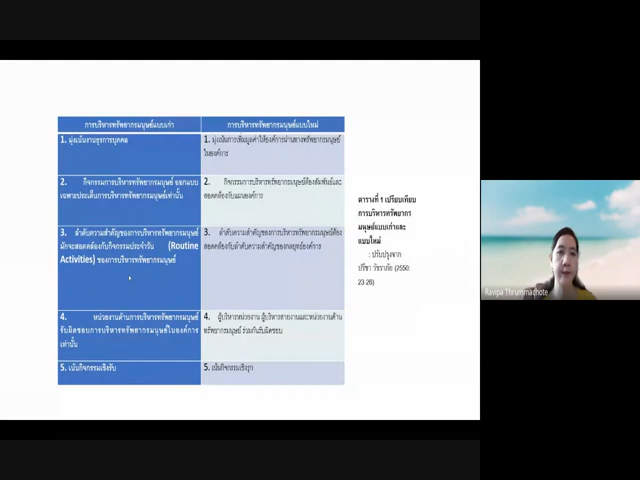 การบริหารทรัพยากรมนุษย์แบบเก่า
การบริหารทรัพยากรมนุษย์แบบใหม่
1. มุ่งเน้นงานธุรการบุคคล
1. มุ่งเน้นการเพิ่มมูลค่าให้องค์การผ่านทางทรัพยากรมนุษย์
ในองค์การ
2. กิจกรรมการบริหารทรัพยากรมนุษย์ ออกแบบ
เฉพาะประเด็นการบริหารทรัพยากรมนุษย์เท่านั้น
2. กิจกรรมการบริหารทรัพยากรมนุษย์ต้องสัมพันธ์และ
สอดคล้องกับแผนองค์การ
3. ลำดับความสำคัญของการบริหารทรัพยากรมนุษย์
มักจะสอดคล้องกับกิจกรรมประจำวัน (Routine
Activities) ของการบริหารทรัพยากรมนุษย์
3. ลำดับความสำคัญของการบริหารทรัพยากรมนุษย์ต้อง
สอดคล้องกับลำดับความสำคัญของกลยุทธ์องค์การ
4. หน่วยงานด้านการบริหารทรัพยากรมนุษย์
รับผิดชอบการบริหารทรัพยากรมนุษย์ในองค์การ
เท่านั้น
4. ผู้บริหารหน่วยงาน ผู้บริหารสายงานและหน่วยงานด้าน
ทรัพยากรมนุษย์ ร่วมกันรับผิดชอบ
5. เน้นกิจกรรมเชิงรับ
5. เน้นกิจกรรมเชิงรุก
ตารางที่ 1 เปรียบเทียบ
การบริหารทรัพยากร
มนุษย์แบบเก่าและ
แบบใหม่
: ปรับปรุงจาก
ปรีชา วัชราภัย (2550:
23-26)
Ravipa Thrummachote